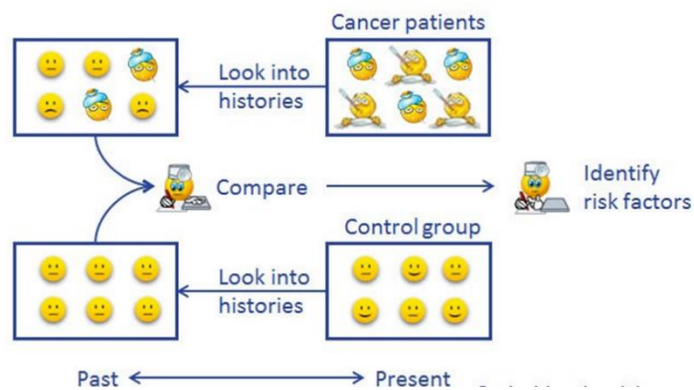 Cancer patients
Look into
histories
Compare
Identify
risk factors
Control group
Look into
histories
Past
Present